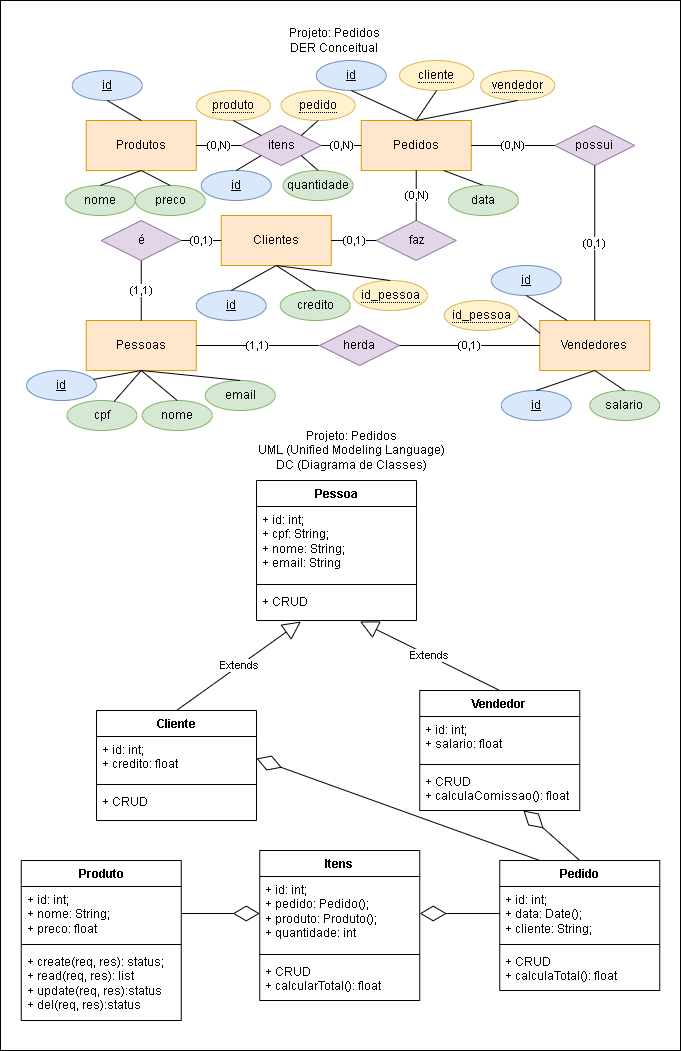 Projeto: Pedidos
DER Conceitual
id
cliente
vendedor
id
produto
pedido
Produtos
(0,N)
itens
(0,N)
Pedidos
(0,N)
possui
id
quantidade
nome
preco
(0,N)
data
é
(0,1)
Clientes
(0,1)
faz
(0,1)
id
credito
id_pessoa
id
(1,1)
id_pessoa
Pessoas
(1,1)
herda
(0,1)
Vendedores
id
cpf
nome
email
id
salario
Projeto: Pedidos
UML (Unified Modeling Language)
DC (Diagrama de Classes)
Pessoa
+ id: int;
+ cpf: String;
+ nome: String;
+ email: String
+ CRUD
Extends
Extends
Cliente
+ id: int;
+ credito: float
+ CRUD
Vendedor
+ id: int;
+ salario: float
+ CRUD
+ calculaComissao(): float
Produto
+ id: int;
+ nome: String;
+ preco: float
+ create(req, res): status;
+ read(req, res): list
+ update(req, res):status
+ del(req, res):status
Itens
+ id: int;
+ pedido: Pedido();
+ produto: Produto();
+ quantidade: int
+ CRUD
+ calcularTotal(): float
Pedido
+ id: int;
+ data: Date();
+ cliente: String;
+ CRUD
+ calculaTotal(): float